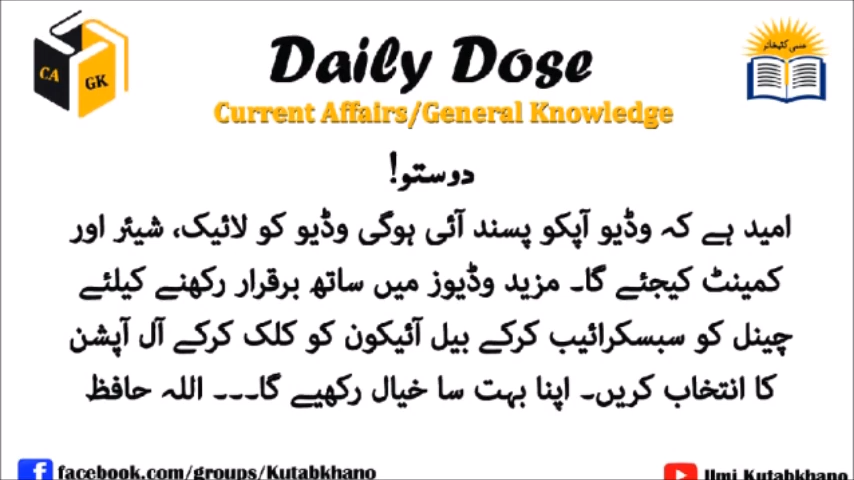 CA
GK
Daily Dose
Current Affairs/General Knowledge
دوستو!
امید ہے کہ وڈیو آپکو پسند آئی ہوگی وڈیو کو لائیک، شیئر اور
کمینٹ کیجئے گا۔ مزید وڈیوز میں ساتھ برقرار رکھنے کیلئے
چینل کو سبسکرائیب کرکے بیل آئیکون کو کلک کرکے آل آپشن
کا انتخاب کریں۔ اپنا بہت سا خیال رکھیے گا۔۔۔ اللہ حافظ
facebook.com/groups/Kutabkhano
Ilmi Kutabkhano